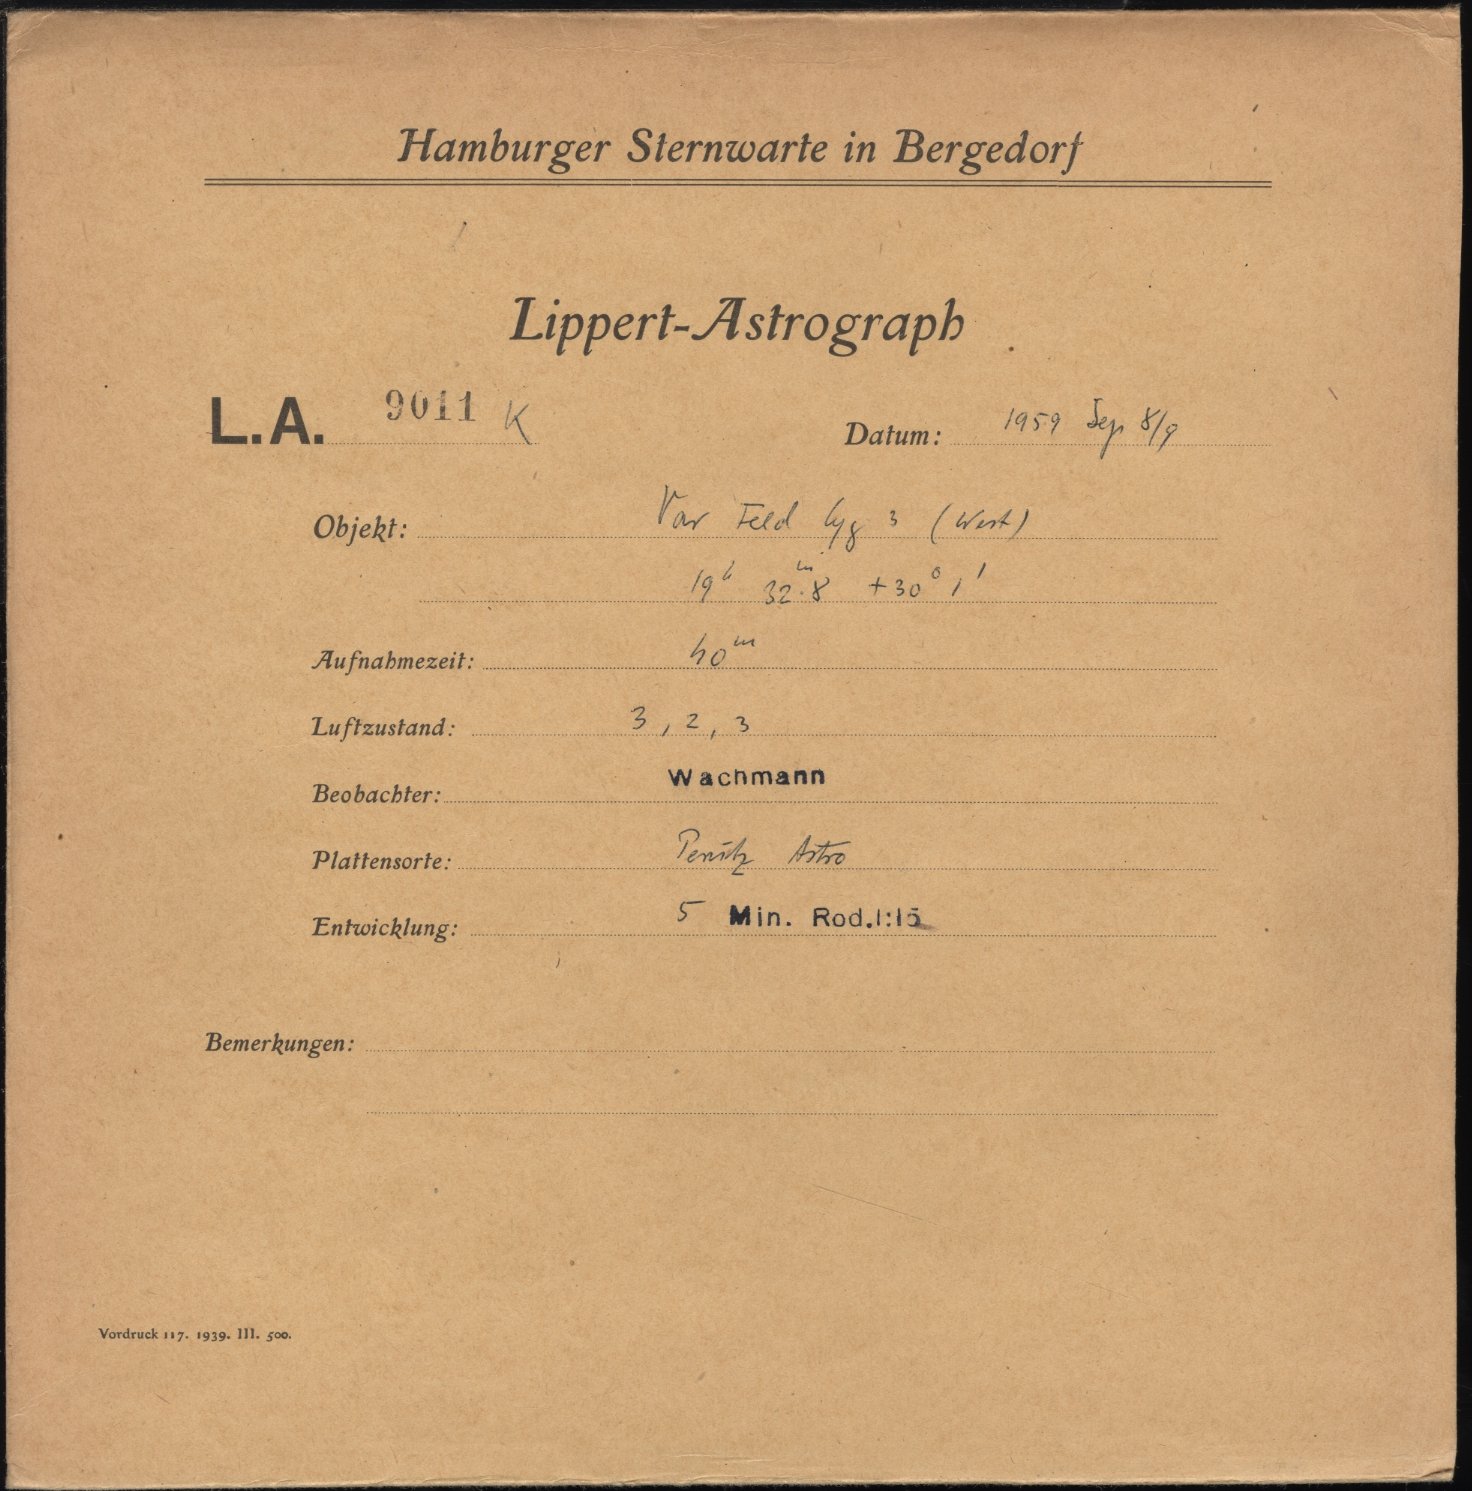 Hamburger Sternwarte in Bergedorf
Lippert-Astrograph
L.A. 9011 K Datum: 1959 Sep 8/9
Objekt: Var Feld Cyg 3 (West)
19h 32.m8 +30° 1'
Aufnahmezeit: 40m
Luftzustand: 3, 2, 3
Beobachter: Wachmann
Plattensorte: Perutz Astro
Entwicklung: 5 Min. Rod.1:15
Bemerkungen:
Vordruck 117. 1939. III. 500.